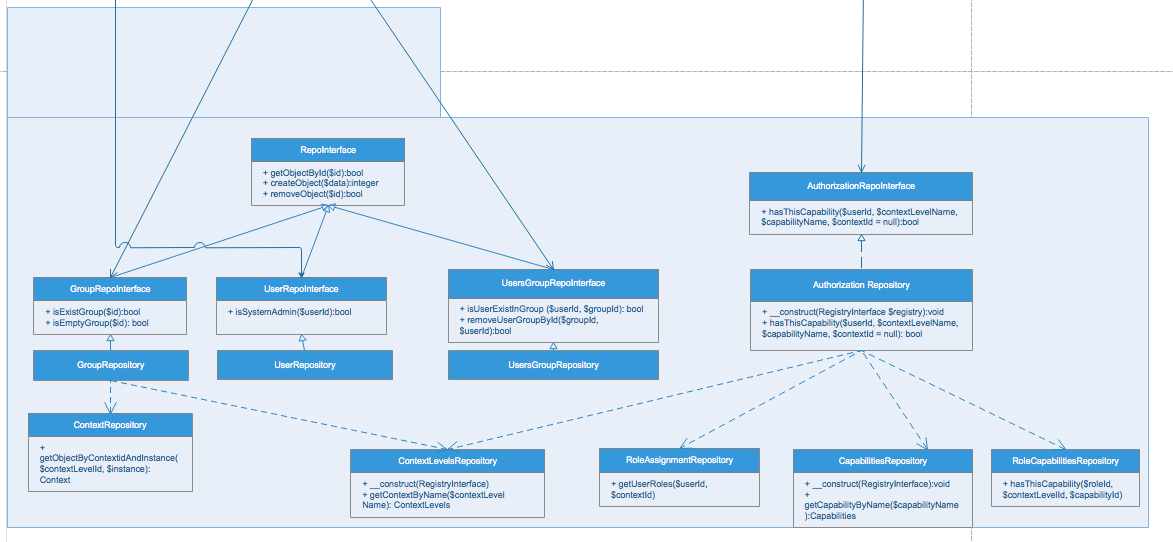 RepoInterface
+ getObjectById($id):bool
+ createObject($data):integer
+ removeObject($id):bool
AuthorizationRepoInterface
+ hasThisCapability($userId, $contextLevelName,
$capabilityName, $contextId = null):bool
GroupRepoInterface
+ isExistGroup($id):bool
+ isEmptyGroup($id): bool
UserRepoInterface
+ isSystemAdmin($userId):bool
UsersGroupRepoInterface
+ isUserExistInGroup ($userId, $groupId): bool
+ removeUserGroupById($groupId,
$userId):bool
Authorization Repository
+ __construct(RegistryInterface $registry):void
+ hasThisCapability($userId, $contextLevelName,
$capabilityName, $contextId = null): bool
GroupRepository
UserRepository
UsersGroupRepository
ContextRepository
+
getObjectByContextidAndInstance(
$contextLevelId, $instance):
Context
ContextLevelsRepository
+ __construct(RegistryInterface)
+ getContextByName($contextLevel
Name): ContextLevels
RoleAssignmentRepository
+ getUserRoles($userId,
$contextId)
CapabilitiesRepository
+ __construct(RegistryInterface):void
+
getCapabilityByName($capabilityName
):Capabilities
RoleCapabilitiesRepository
+ hasThisCapability($roleId,
$contextLevelId, $capabilityId)